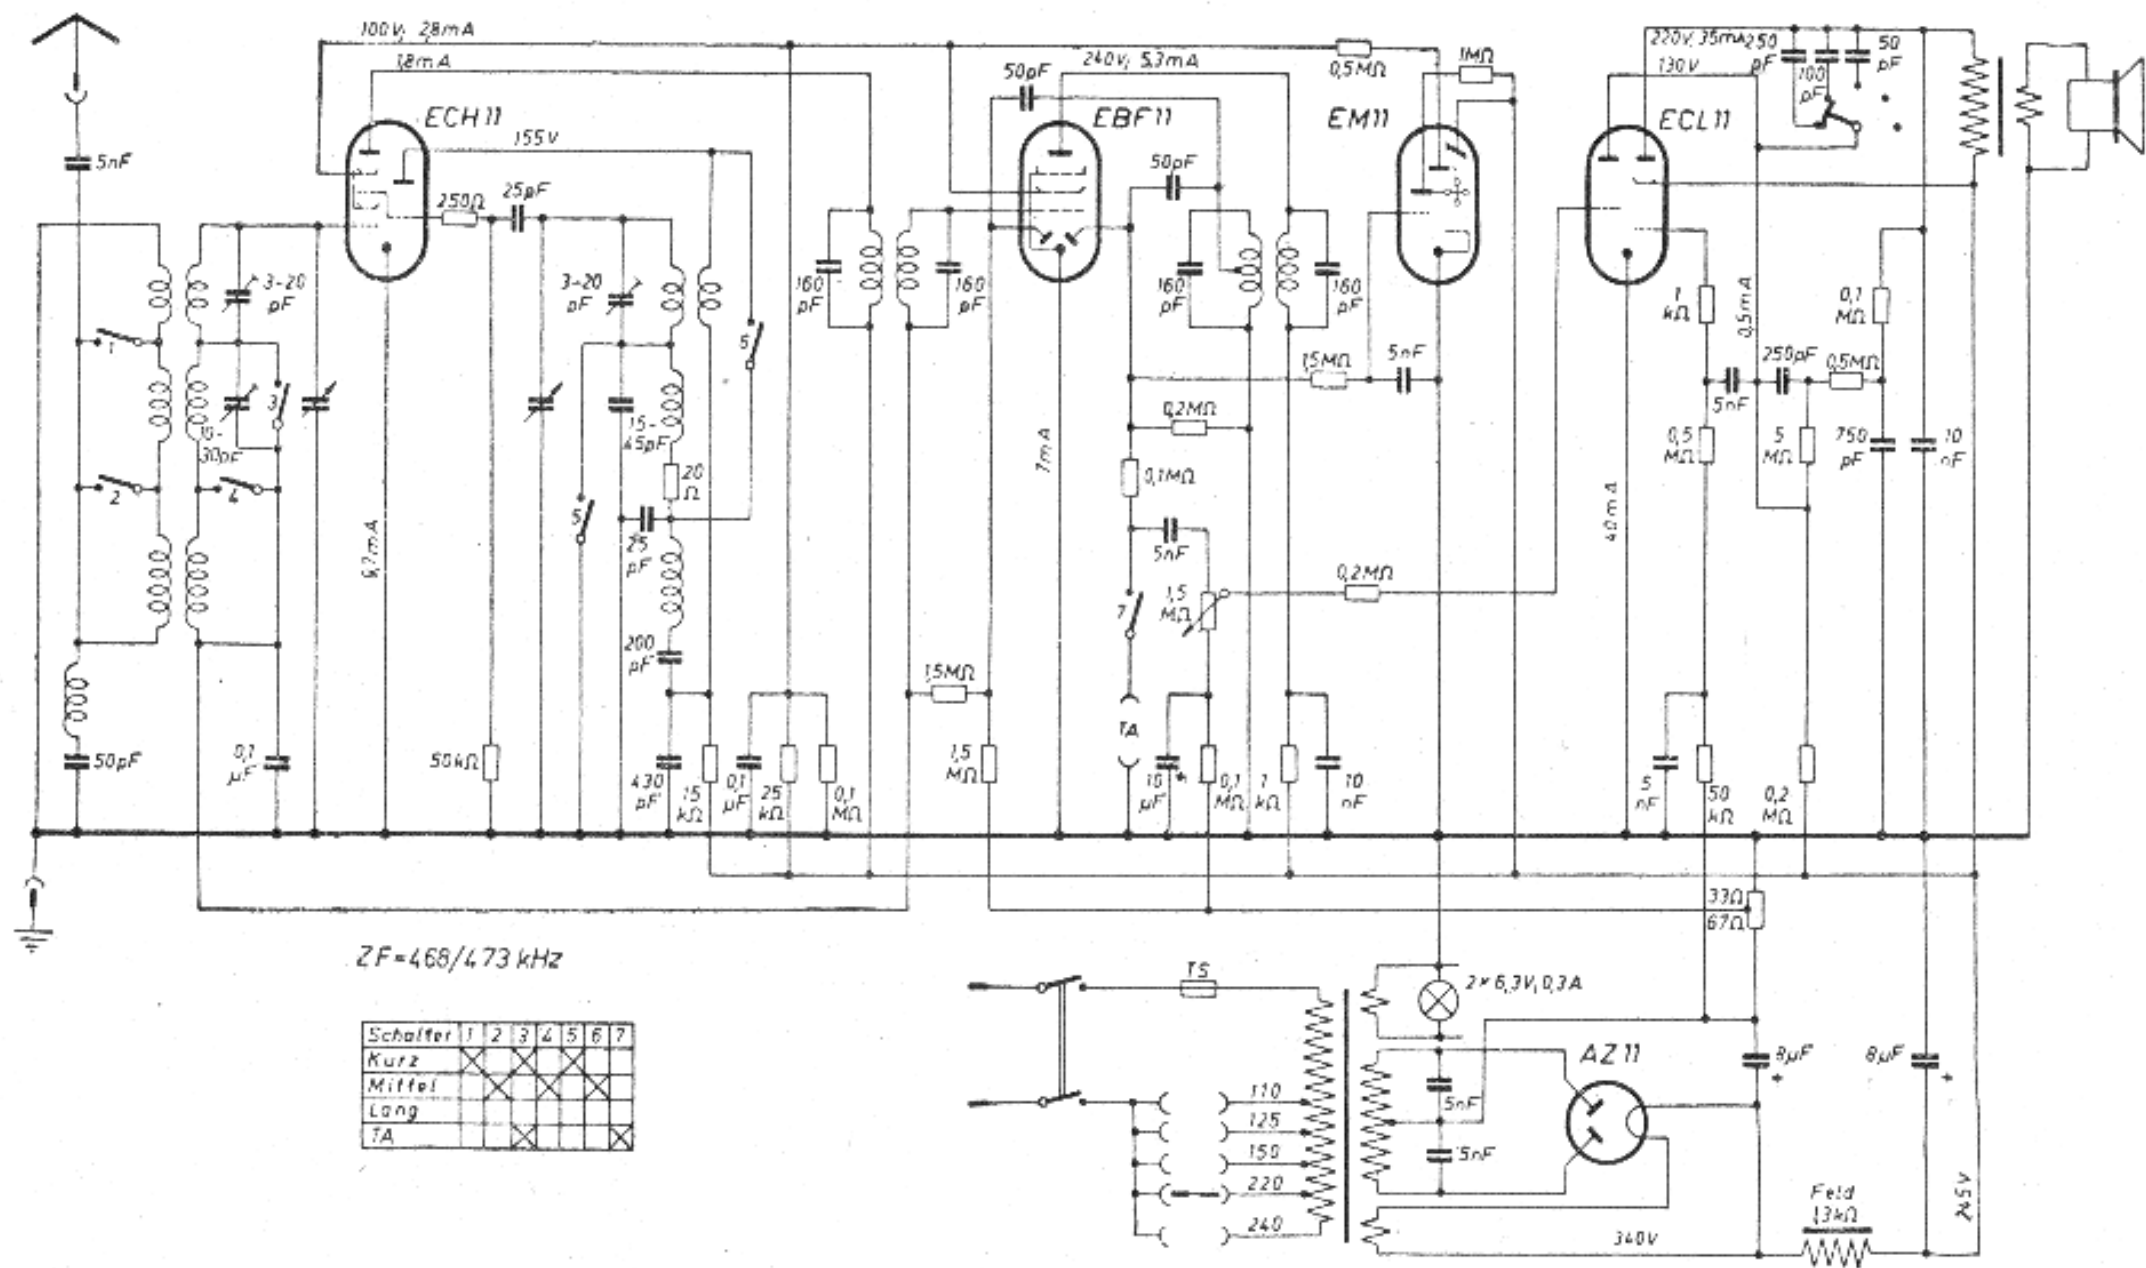 100V, 2,8mA
1,8mA
ECH11
155V
5nF
250Ω
25pF
3-20
pF
3-20
pF
1
2
3
4
5
6
10-
30pF
15-
45pF
20
Ω
25
pF
200
pF
50pF
0,1
µF
50kΩ
430
pF
15
kΩ
0,1
µF
25
kΩ
0,1
MΩ
160
pF
160
pF
50pF
240V, 5,3mA
EBF11
50pF
160
pF
160
pF
0,5MΩ
1MΩ
EM11
1,5MΩ
5nF
0,2MΩ
0,1MΩ
5nF
7mA
7
1,5
MΩ
0,2MΩ
TA
1,5MΩ
1,5
MΩ
10
µF
+
0,1
MΩ
1
kΩ
10
nF
220V, 35mA
130V
250
pF
100
pF
50
pF
ECL11
1
kΩ
0,5mA
0,1
MΩ
250pF
0,5MΩ
5nF
0,5
MΩ
5
MΩ
750
pF
10
nF
40mA
5
nF
50
kΩ
0,2
MΩ
33Ω
67Ω
ZF=468/473 kHz
Schalter 1 2 3 4 5 6 7
Kurz
Mittel
Lang
TA
TS
2×6,3V, 0,3A
110
125
150
220
240
5nF
5nF
AZ11
340V
8µF
+
8µF
+
Feld
1,3kΩ
245V